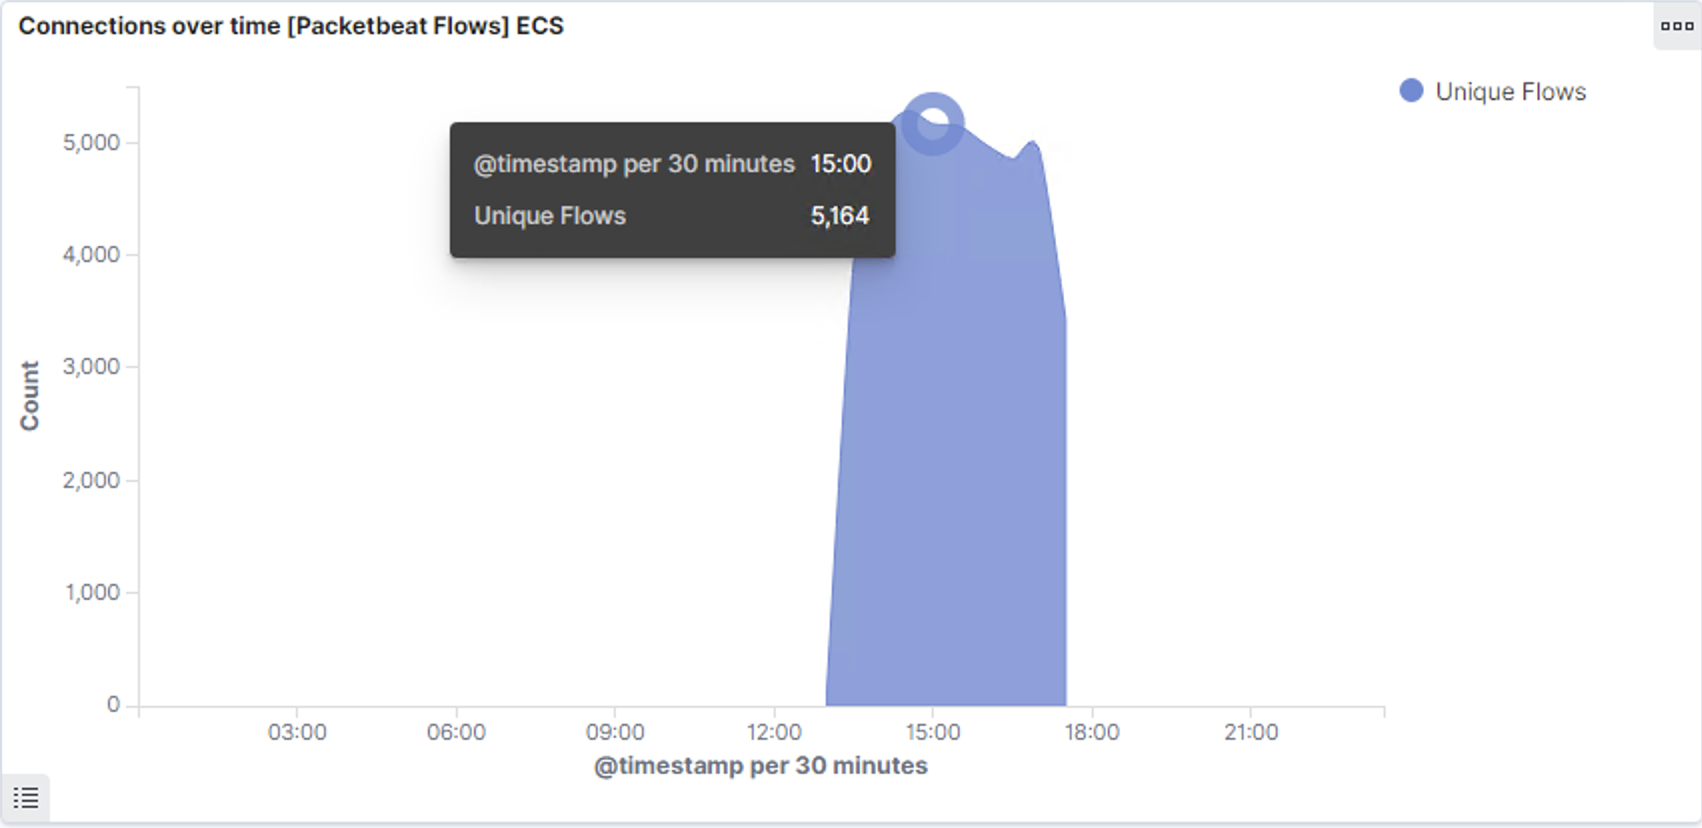 Connections over time [Packetbeat Flows] ECS
Unique Flows
@timestamp per 30 minutes 15:00
Unique Flows 5,164
5,000
4,000
3,000
2,000
1,000
0
Count
03:00 06:00 09:00 12:00 15:00 18:00 21:00
@timestamp per 30 minutes